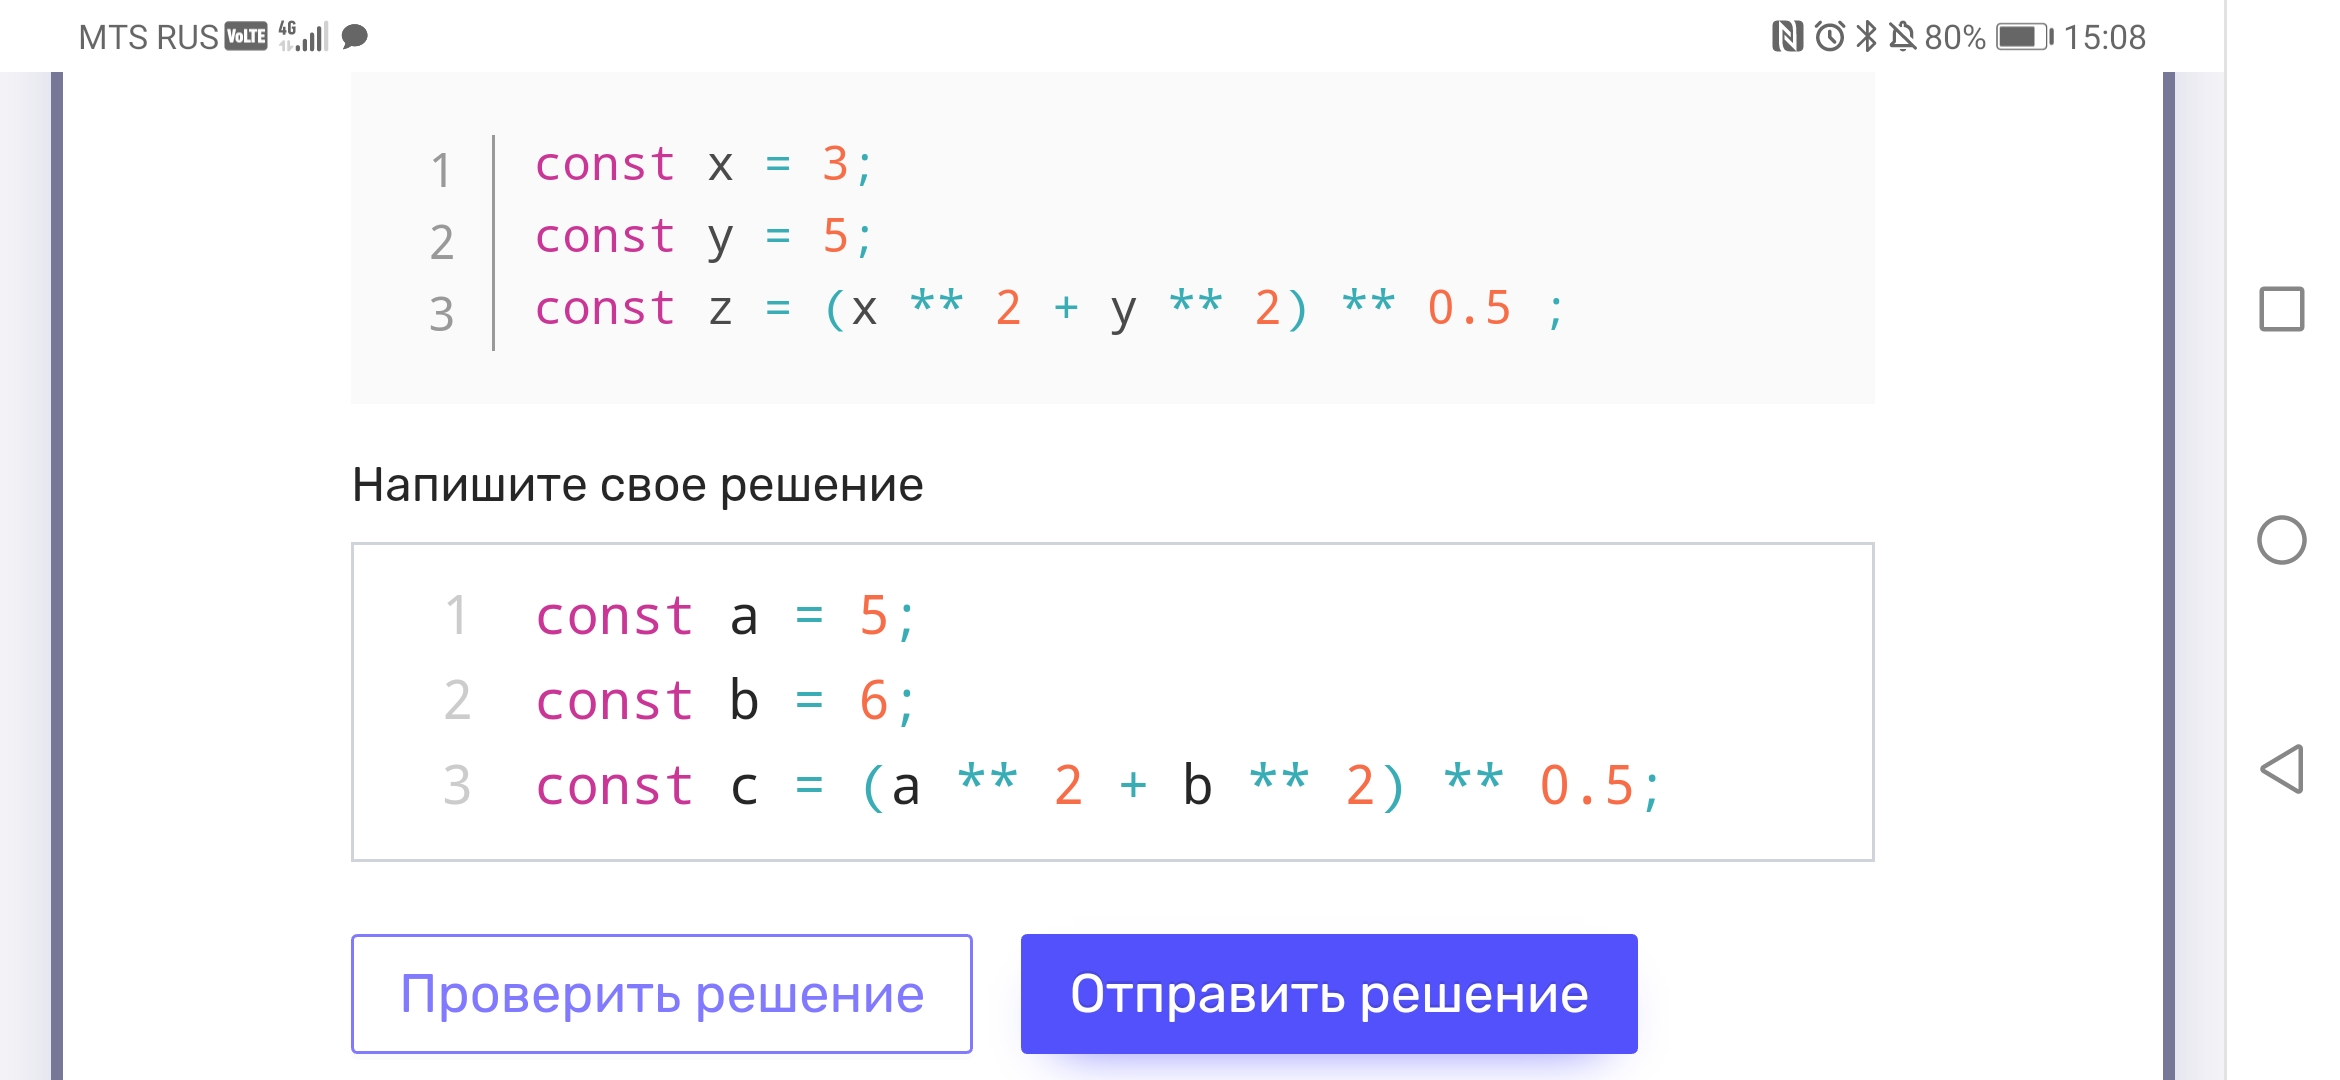 MTS RUS VoLTE 4G 80% 15:08
1 const x = 3;
2 const y = 5;
3 const z = (x ** 2 + y ** 2) ** 0.5 ;
Напишите свое решение
1 const a = 5;
2 const b = 6;
3 const c = (a ** 2 + b ** 2) ** 0.5;
Проверить решение Отправить решение